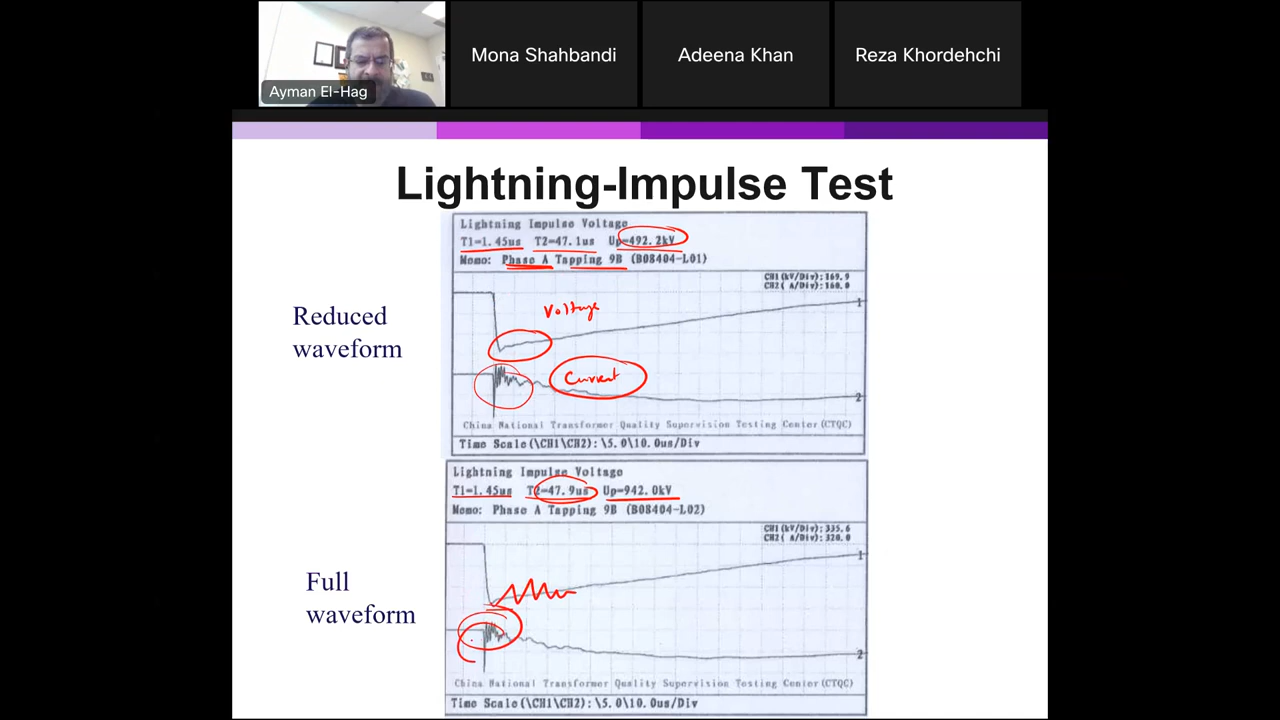 Mona Shahbandi
Adeena Khan
Reza Khordehchi
Ayman El-Hag
Lightning-Impulse Test
Reduced
waveform
Lightning Impulse Voltage
T1=1.45us T2=47.1us Up=492.2kV
Memo: Phase A Tapping 9B (B08404-L01)
CH1(kV/Div):169.9
CH2( A/Div):160.0
Voltage
1
Current
2
China National Transformer Quality Supervision Testing Center(CTQC)
Time Scale(\CH1\CH2):\5.0\10.0us/Div
Full
waveform
Lightning Impulse Voltage
T1=1.45us T2=47.9us Up=942.0kV
Memo: Phase A Tapping 9B (B08404-L02)
CH1(kV/Div):335.6
CH2( A/Div):320.0
1
2
China National Transformer Quality Supervision Testing Center(CTQC)
Time Scale(\CH1\CH2):\5.0\10.0us/Div